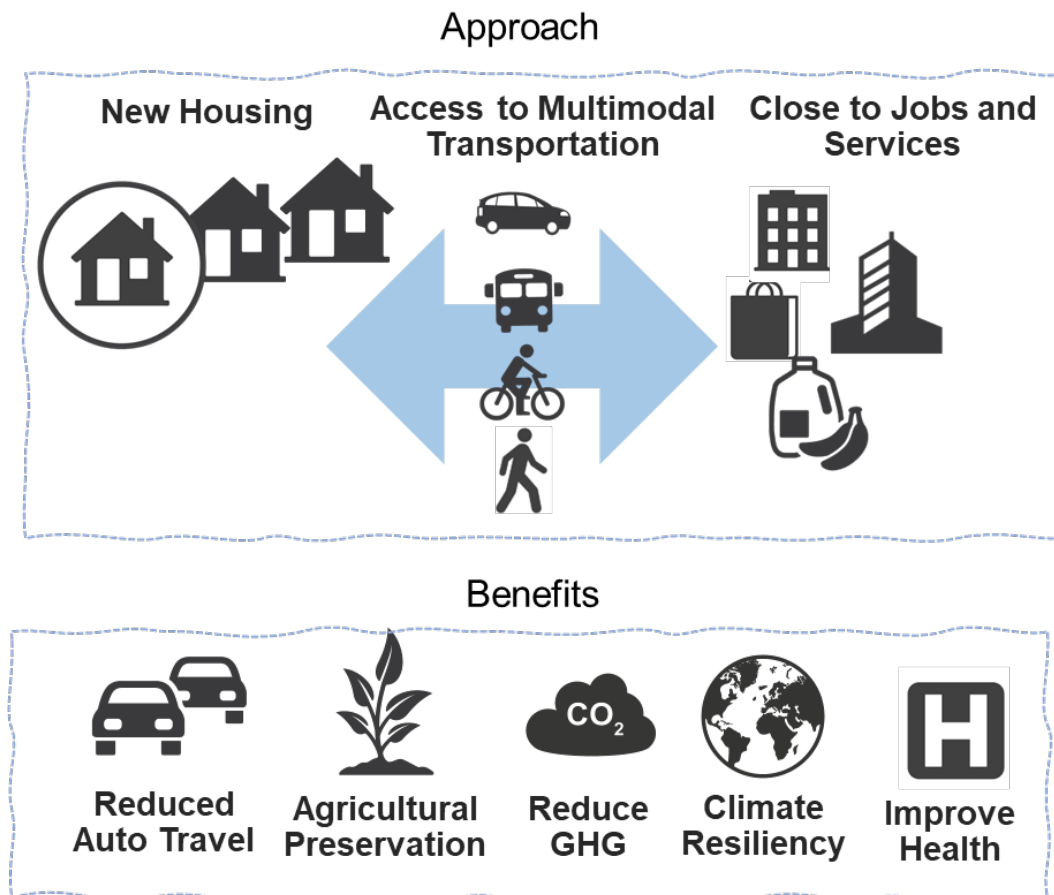 Approach
New Housing
Access to Multimodal
Transportation
Close to Jobs and
Services
Benefits
CO₂
H
Reduced
Auto Travel
Agricultural
Preservation
Reduce
GHG
Climate
Resiliency
Improve
Health